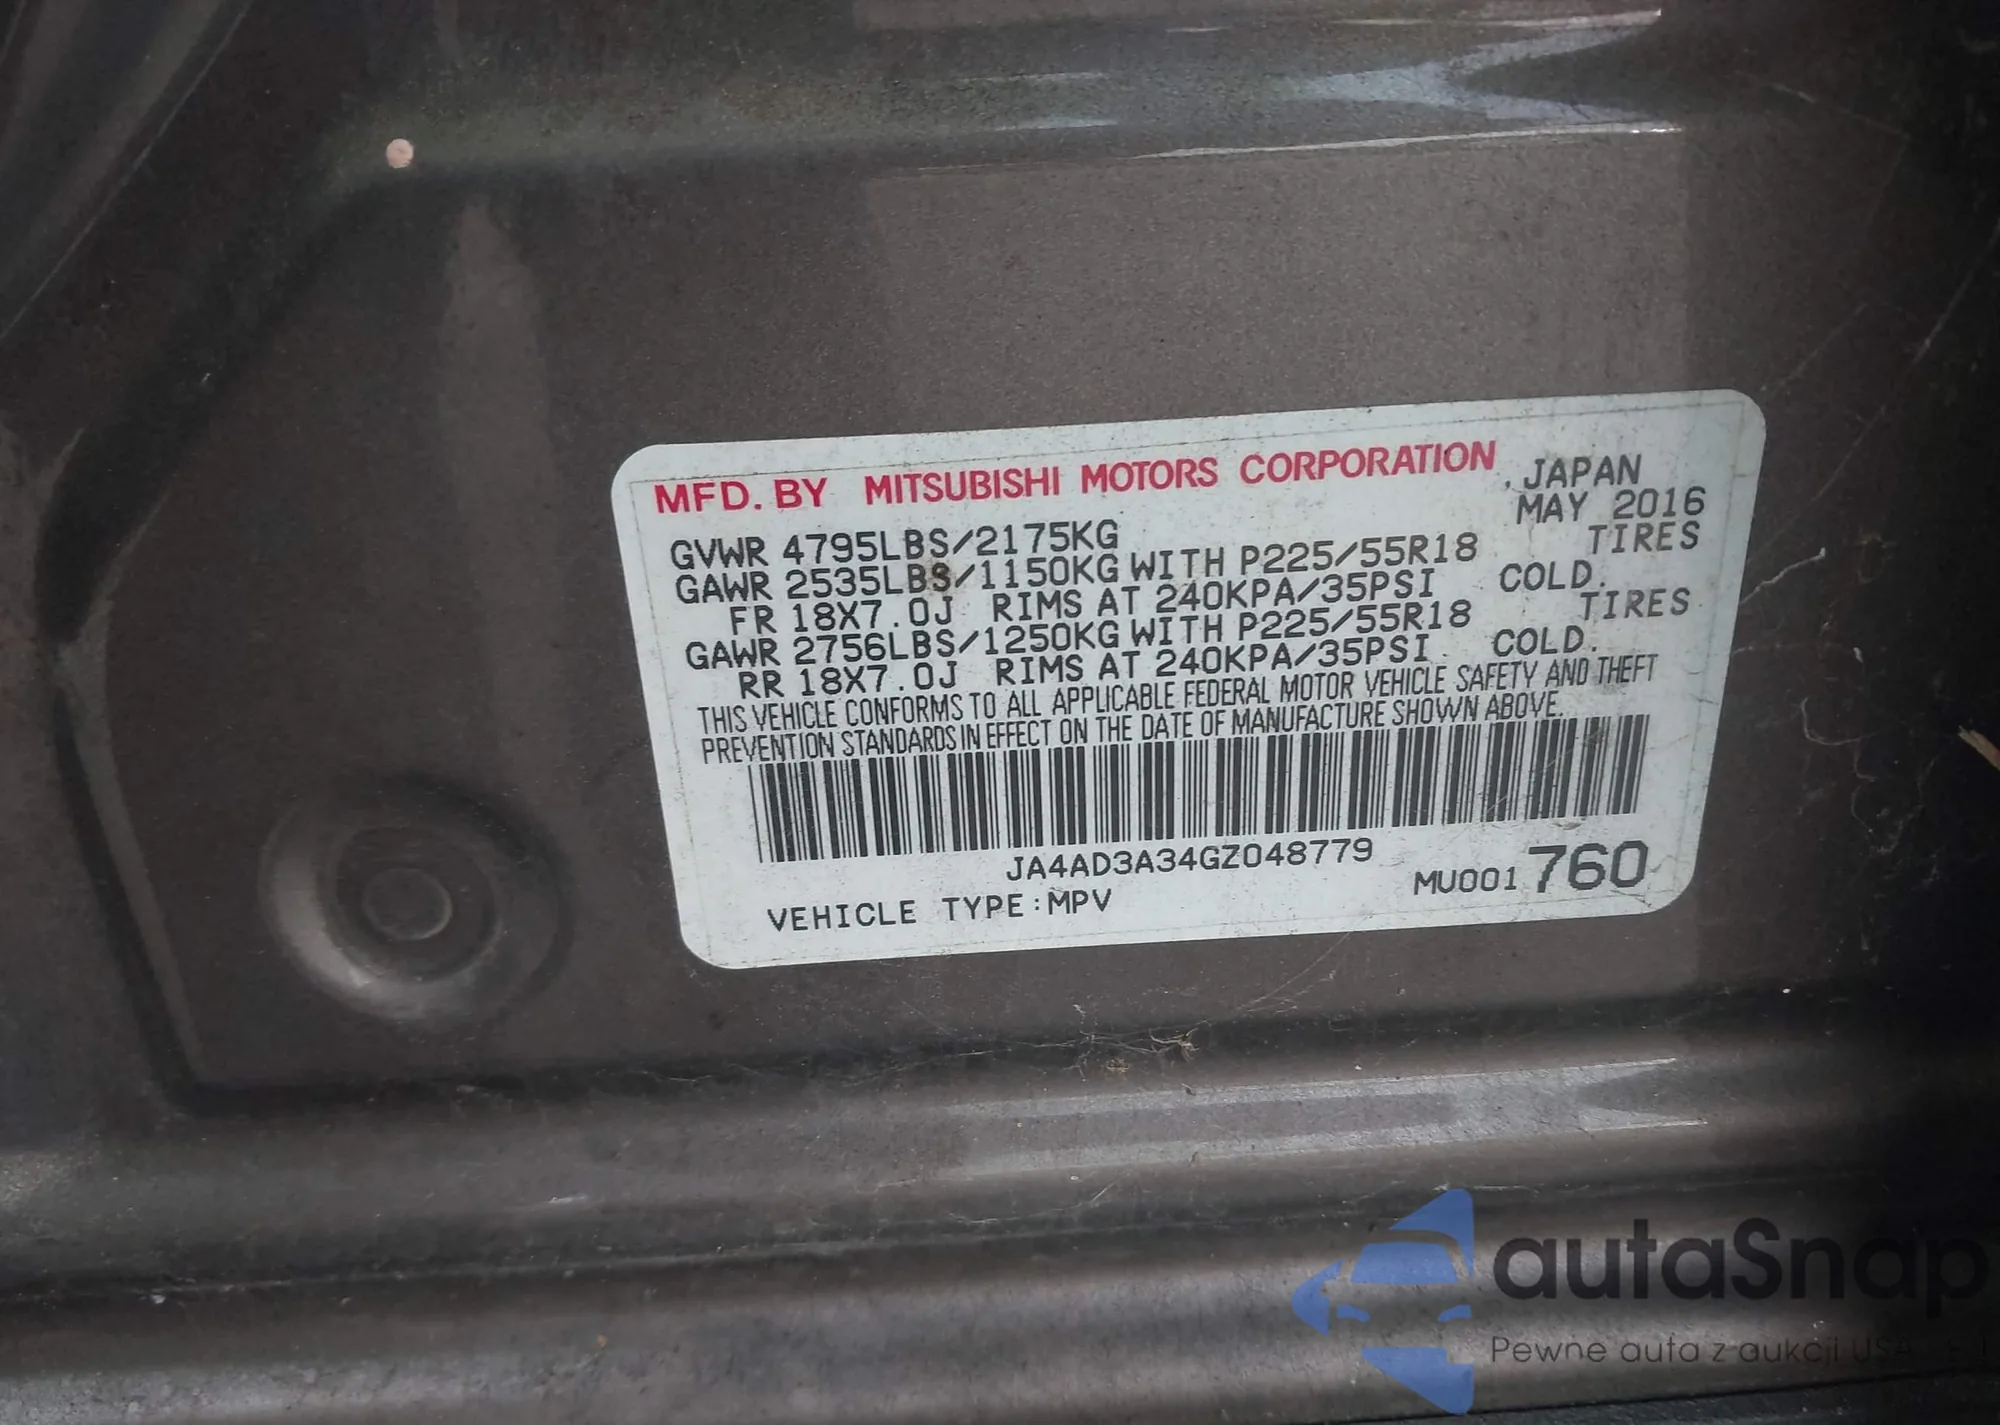 MFD. BY MITSUBISHI MOTORS CORPORATION , JAPAN
MAY 2016
GVWR 4795LBS/2175KG
GAWR 2535LBS/1150KG WITH P225/55R18 TIRES
FR 18X7.0J RIMS AT 240KPA/35PSI COLD.
GAWR 2756LBS/1250KG WITH P225/55R18 TIRES
RR 18X7.0J RIMS AT 240KPA/35PSI COLD.
THIS VEHICLE CONFORMS TO ALL APPLICABLE FEDERAL MOTOR VEHICLE SAFETY AND THEFT
PREVENTION STANDARDS IN EFFECT ON THE DATE OF MANUFACTURE SHOWN ABOVE.
JA4AD3A34GZ048779
VEHICLE TYPE:MPV MU001760
autaSnap
Pewne auta z aukcji USA